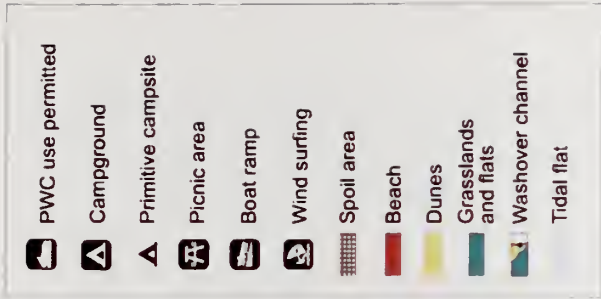 PWC use permitted
Campground
Primitive campsite
Picnic area
Boat ramp
Wind surfing
Spoil area
Beach
Dunes
Grasslands
and flats
Washover channel
Tidal flat